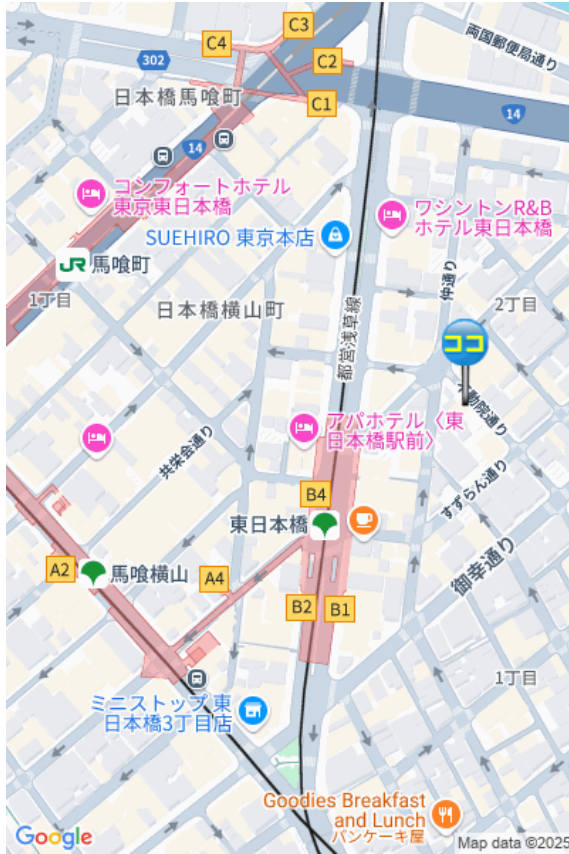 C3
C4
C2
両国郵便局通り
302
日本橋馬喰町
C1
14
14
コンフォートホテル
東京東日本橋
ワシントンR&B
ホテル東日本橋
SUEHIRO 東京本店
JR 馬喰町
仲通り
1丁目
2丁目
日本橋横山町
都営浅草線
ココ
動院通り
アパホテル〈東
日本橋駅前〉
共栄会通り
すずらん通り
B4
東日本橋
御幸通り
A2
馬喰横山
A4
B2
B1
1丁目
ミニストップ 東
日本橋3丁目店
Goodies Breakfast
and Lunch
パンケーキ屋
Google
Map data ©2025